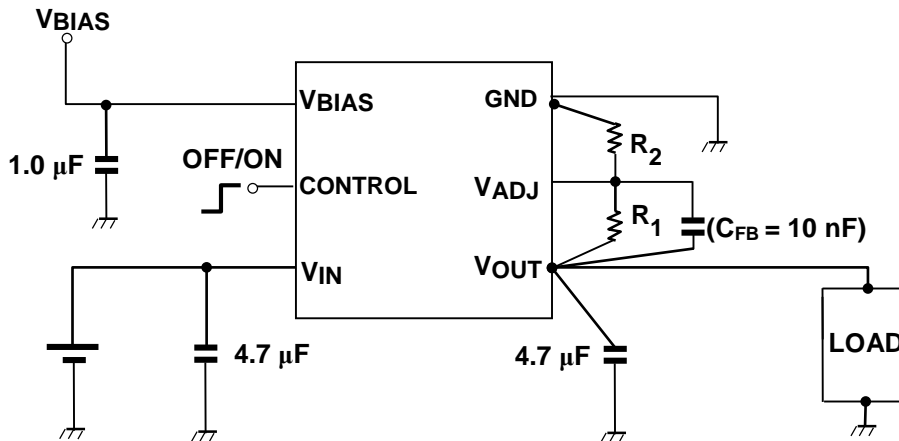 VBIAS
VBIAS
GND
1.0 μF
OFF/ON
R2
CONTROL
VADJ
R1
(CFB = 10 nF)
VIN
VOUT
4.7 μF
4.7 μF
LOAD